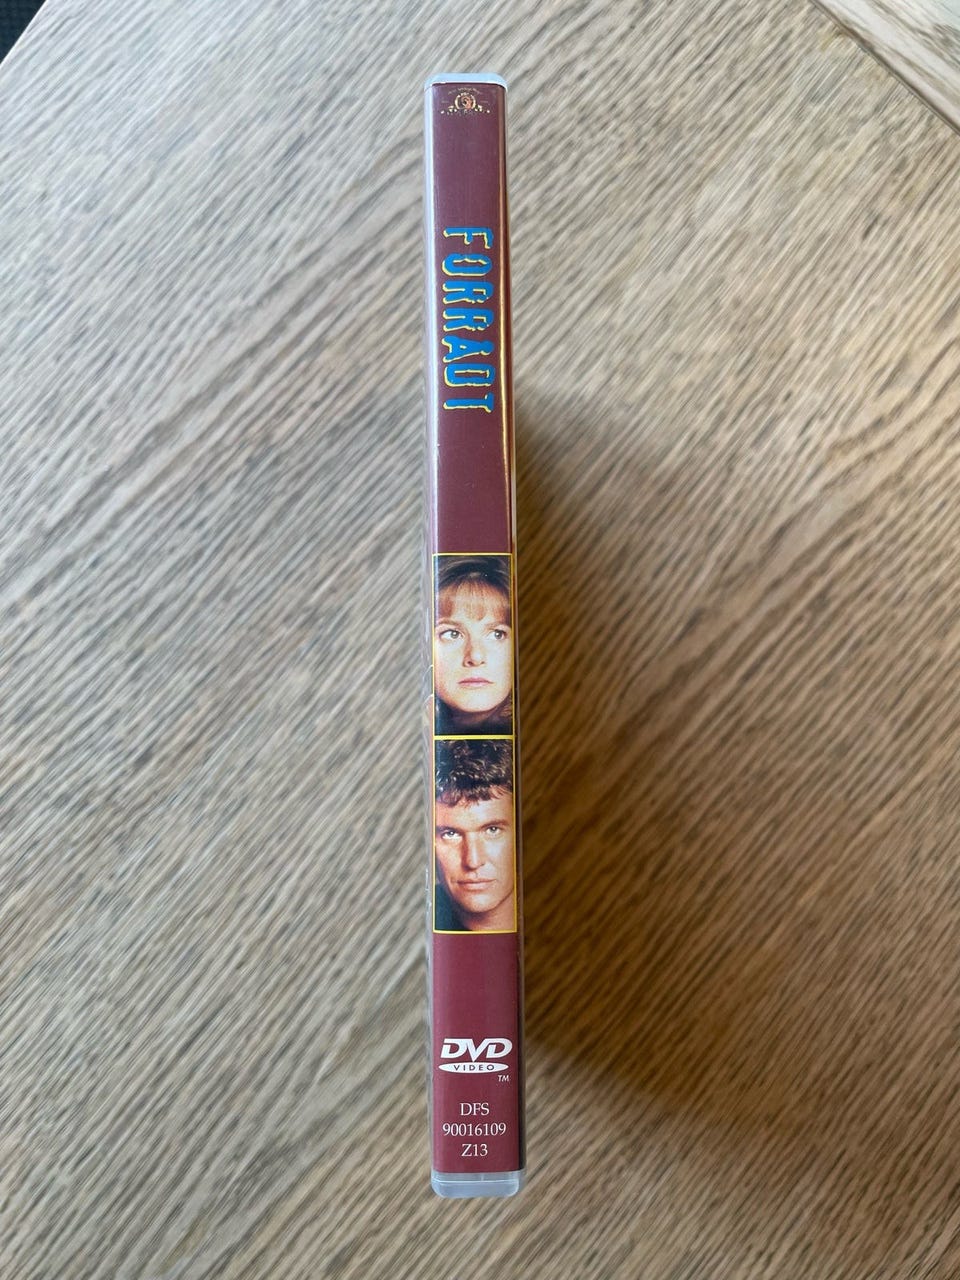 FORRÅDT
DVD
VIDEO
TM
DFS
90016109
Z13